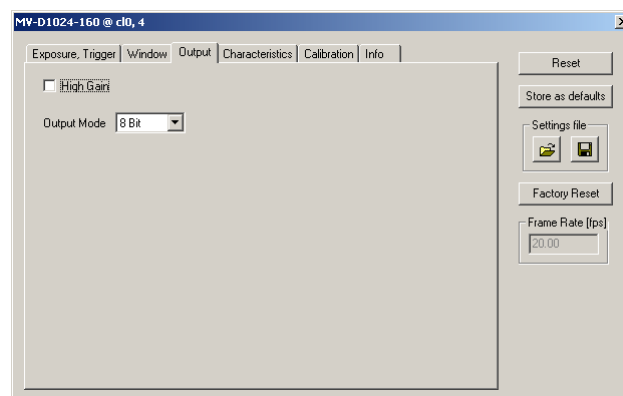 MV-D1024-160 @ cl0, 4
Exposure, Trigger Window Output Characteristics Calibration Info
High Gain
Output Mode 8 Bit
Reset
Store as defaults
Settings file
Factory Reset
Frame Rate [fps]
20.00